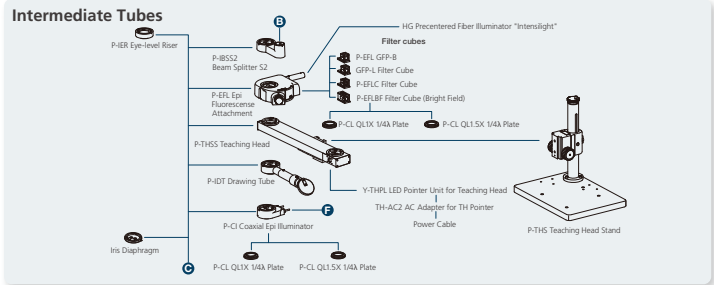 Intermediate Tubes
B
HG Precentered Fiber Illuminator "Intensilight"
P-IER Eye-level Riser
Filter cubes
P-IBSS2
Beam Splitter S2
P-EFL GFP-B
GFP-L Filter Cube
P-EFL Epi
Fluorescense
Attachment
P-EFLC Filter Cube
P-EFLBF Filter Cube (Bright Field)
P-CL QL1X 1/4λ Plate
P-CL QL1.5X 1/4λ Plate
P-THSS Teaching Head
P-IDT Drawing Tube
Y-THPL LED Pointer Unit for Teaching Head
TH-AC2 AC Adapter for TH Pointer
Power Cable
F
P-CI Coaxial Epi Illuminator
P-THS Teaching Head Stand
Iris Diaphragm
P-CL QL1X 1/4λ Plate
P-CL QL1.5X 1/4λ Plate
C